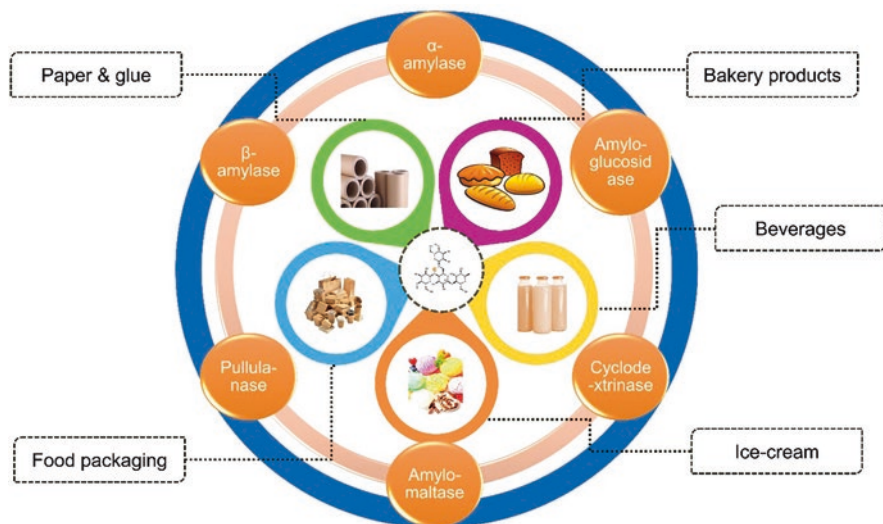 α-
amylase
Paper & glue
Bakery products
β-
amylase
Amylo-
glucosid
ase
Beverages
Pullula-
nase
Cyclode
-xtrinase
Food packaging
Ice-cream
Amylo-
maltase